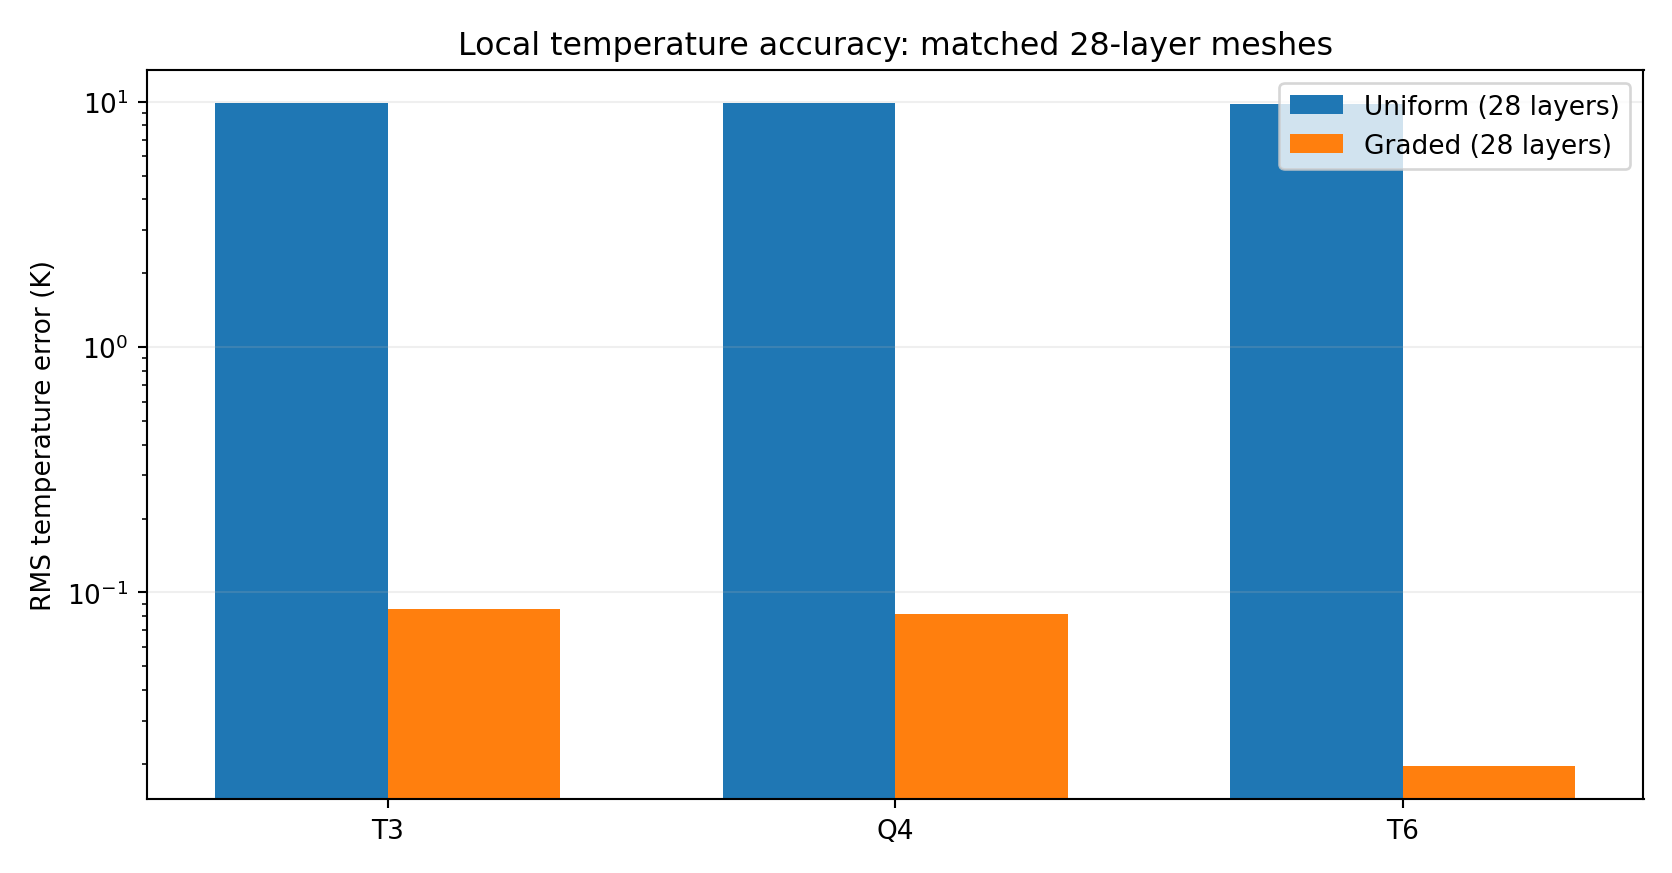 Local temperature accuracy: matched 28-layer meshes
RMS temperature error (K)
10¹
10⁰
10⁻¹
Uniform (28 layers)
Graded (28 layers)
T3
Q4
T6